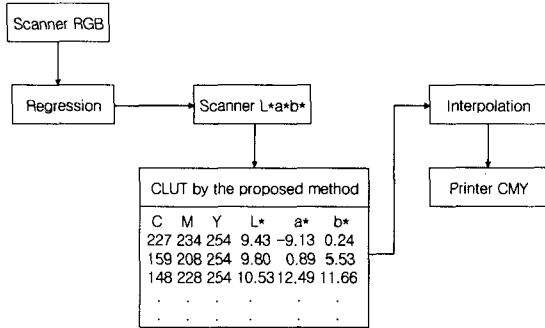 Scanner RGB
Regression
Scanner L*a*b*
Interpolation
CLUT by the proposed method
Printer CMY
C M Y L* a* b*
227 234 254 9.43 -9.13 0.24
159 208 254 9.80 0.89 5.53
148 228 254 10.53 12.49 11.66
. . . . . .
. . . . . .